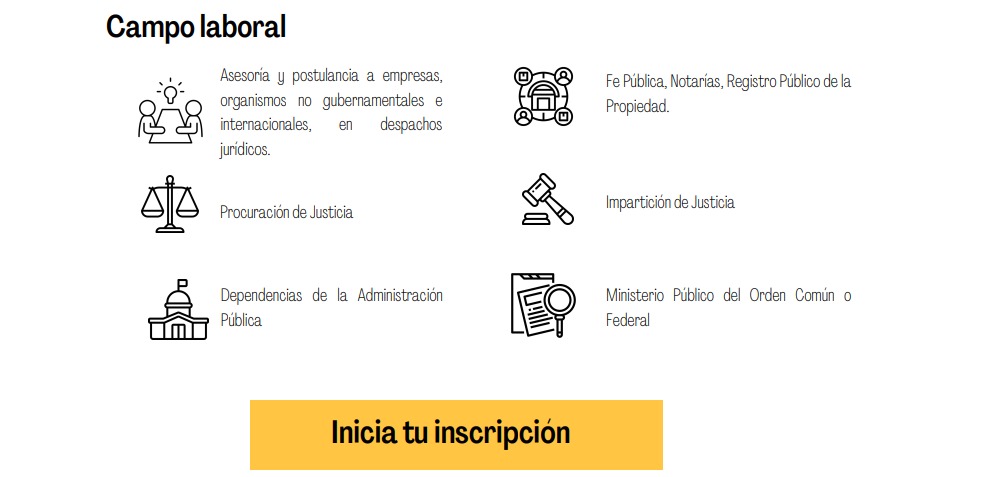 Campo laboral
Asesoría y postulancia a empresas,
organismos no gubernamentales e
internacionales, en despachos
jurídicos.
Fe Pública, Notarías, Registro Público de la
Propiedad.
Procuración de Justicia
Impartición de Justicia
Dependencias de la Administración
Pública
Ministerio Público del Orden Común o
Federal
Inicia tu inscripción